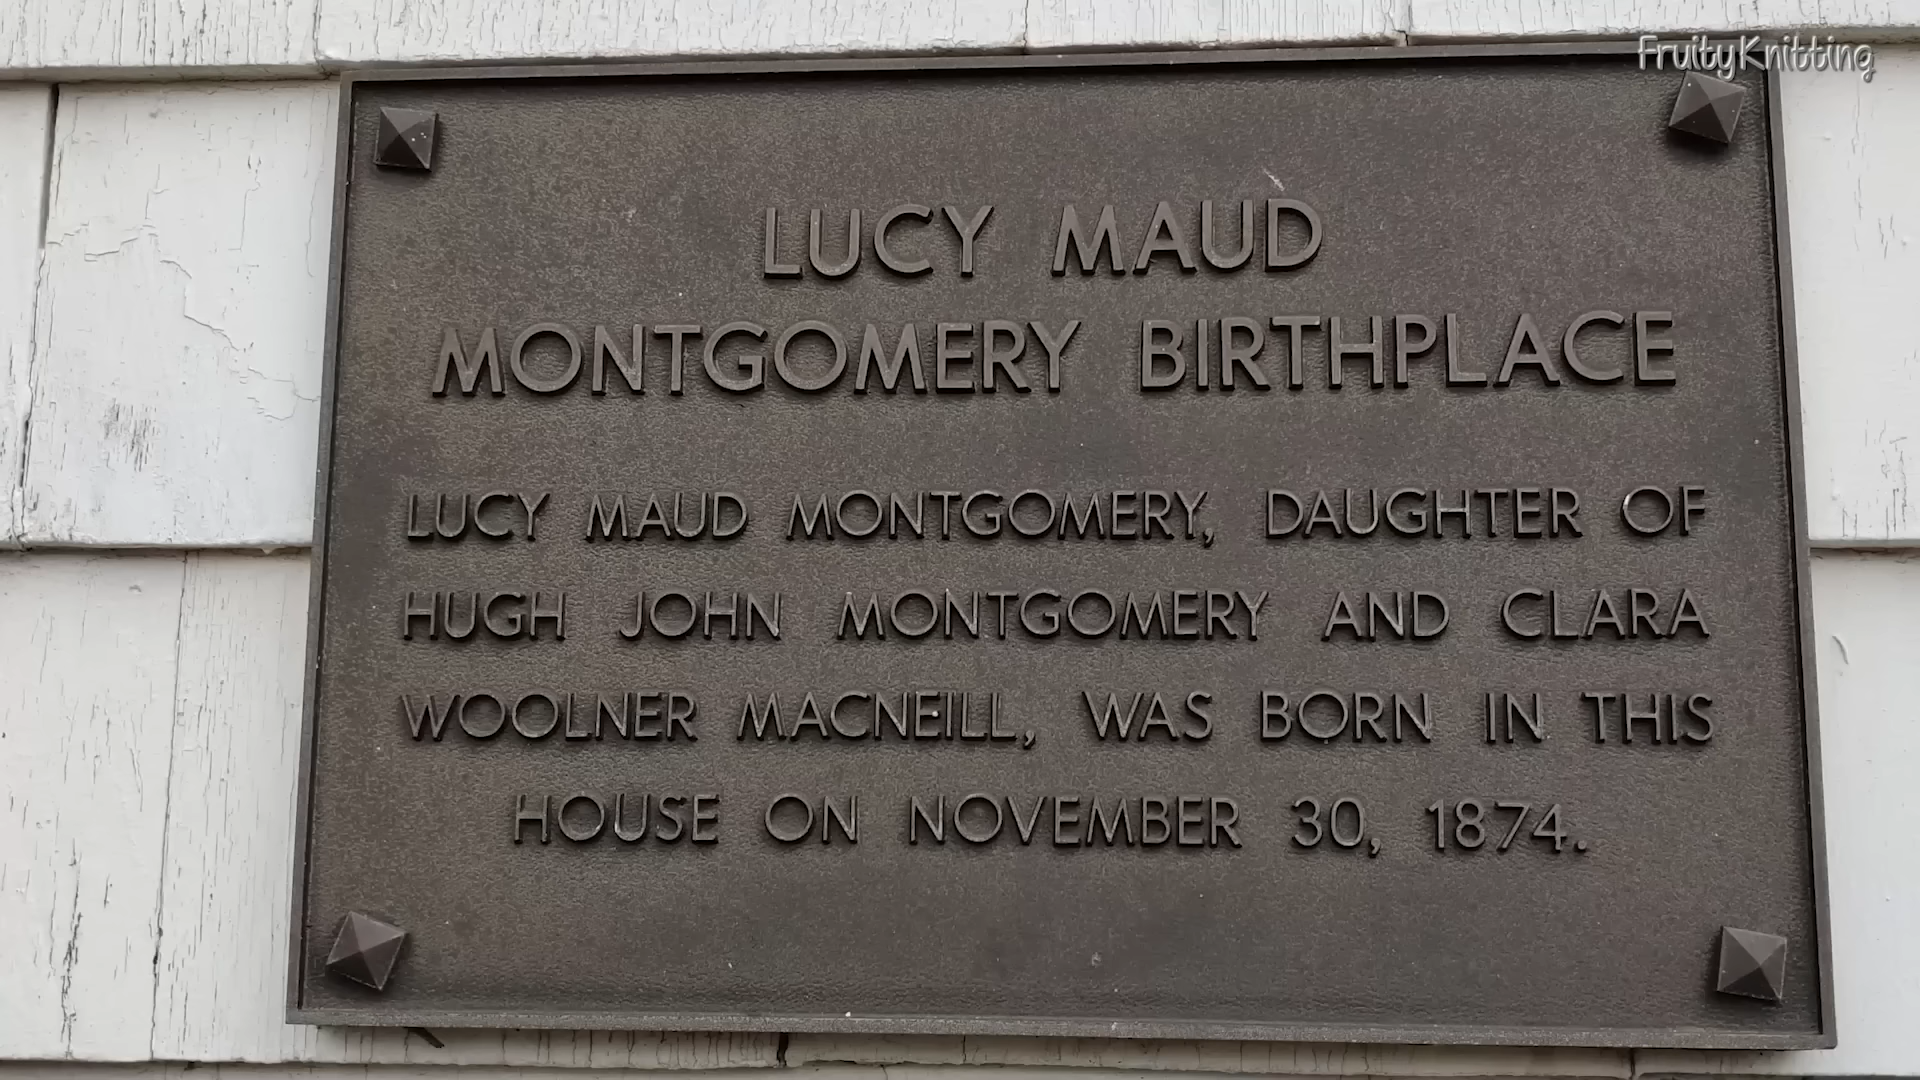 FruityKnitting
LUCY MAUD
MONTGOMERY BIRTHPLACE
LUCY MAUD MONTGOMERY, DAUGHTER OF
HUGH JOHN MONTGOMERY AND CLARA
WOOLNER MACNEILL, WAS BORN IN THIS
HOUSE ON NOVEMBER 30, 1874.